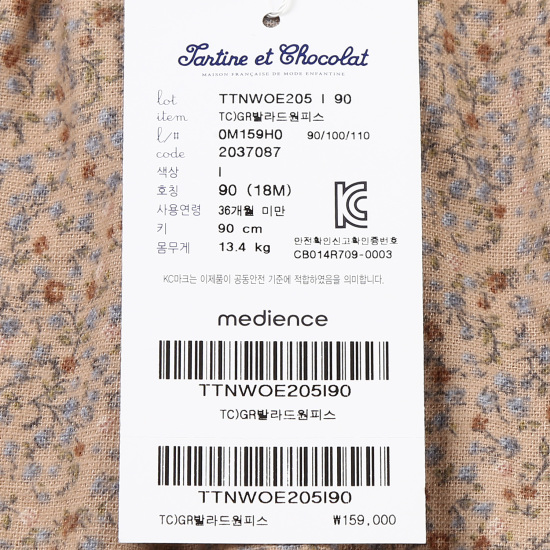 Tartine et Chocolat
MAISON FRANÇAISE DE MODE ENFANTINE
lot TTNWOE205 I 90
item TC)GR발라드원피스
f/# 0M159H0 90/100/110
code 2037087
색상 I
호칭 90 (18M)
사용연령 36개월 미만
키 90 cm
몸무게 13.4 kg
안전확인신고확인증번호
CB014R709-0003
KC마크는 이제품이 공동안전 기준에 적합하였음을 의미합니다.
medience
TTNWOE205I90
TC)GR발라드원피스
TTNWOE205I90
TC)GR발라드원피스 ₩159,000